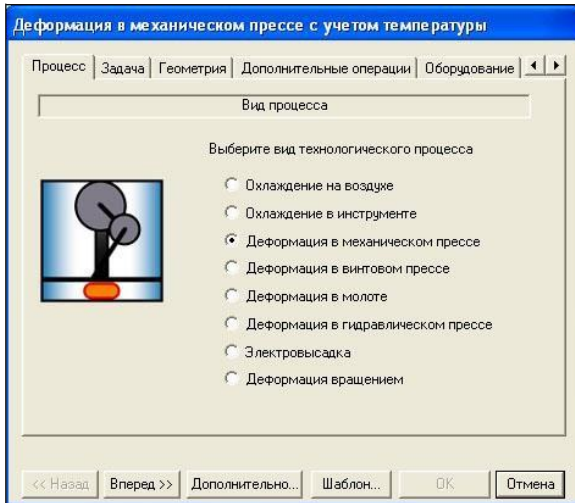 Деформация в механическом прессе с учетом температуры
Процесс Задача Геометрия Дополнительные операции Оборудование
Вид процесса
Выберите вид технологического процесса
Охлаждение на воздухе
Охлаждение в инструменте
Деформация в механическом прессе
Деформация в винтовом прессе
Деформация в молоте
Деформация в гидравлическом прессе
Электровысадка
Деформация вращением
<< Назад Вперед >> Дополнительно... Шаблон... OK Отмена